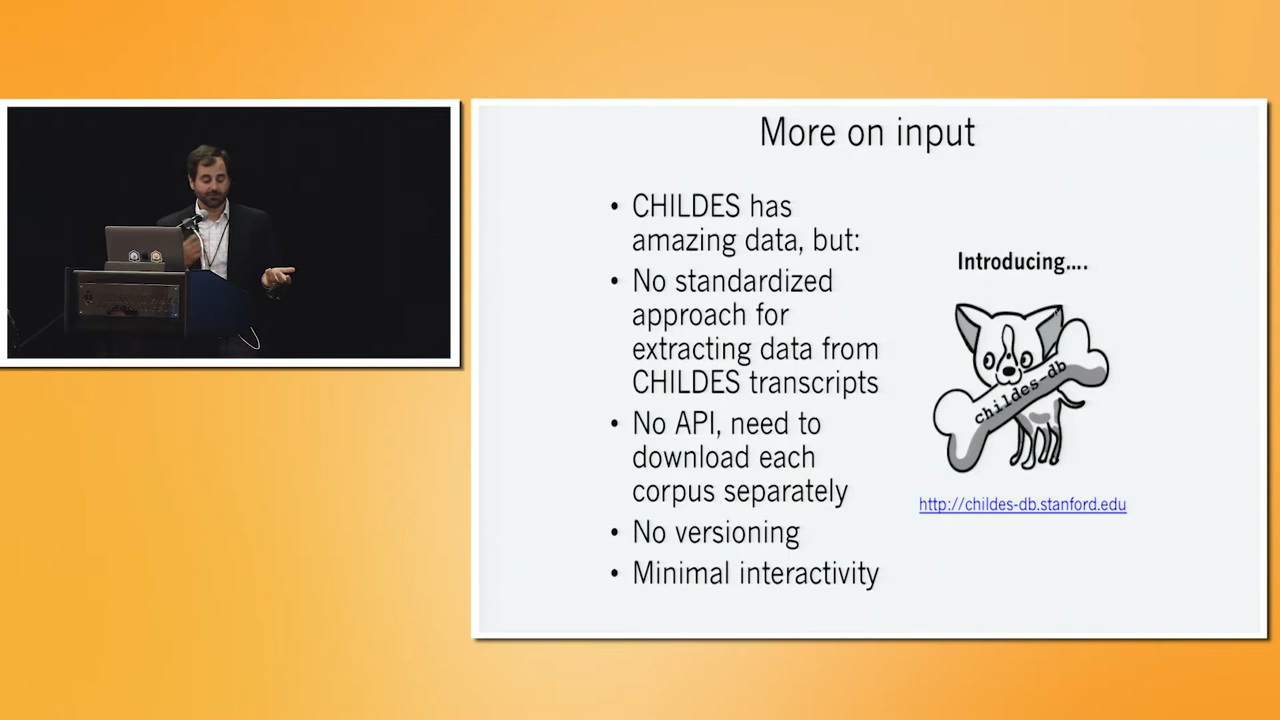 More on input
• CHILDES has
amazing data, but:
• No standardized
approach for
extracting data from
CHILDES transcripts
• No API, need to
download each
corpus separately
• No versioning
• Minimal interactivity
Introducing....
childes-db
http://childes-db.stanford.edu